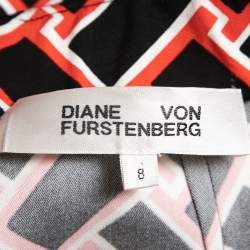 DIANE VON
FURSTENBERG
8